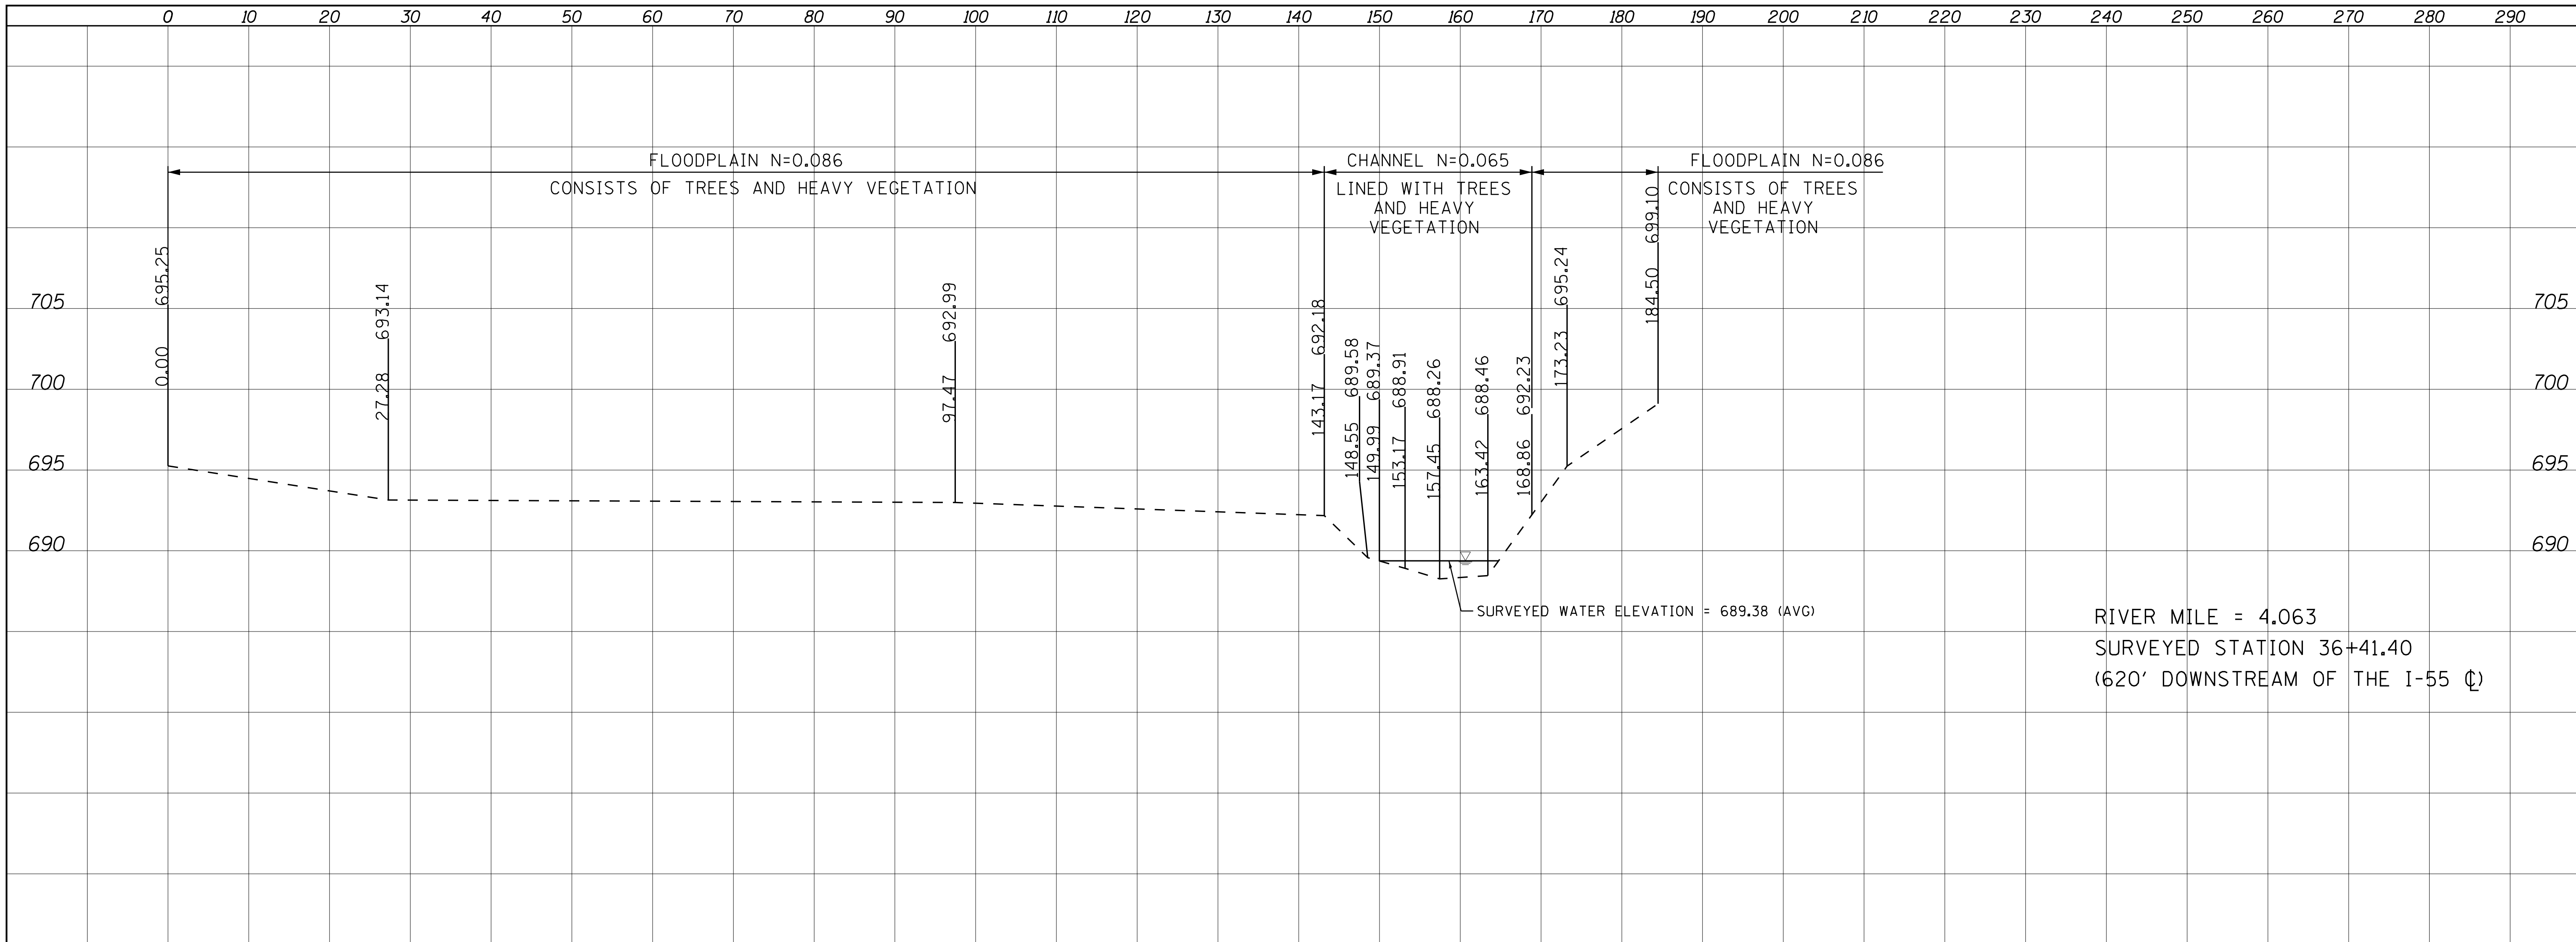 0 10 20 30 40 50 60 70 80 90 100 110 120 130 140 150 160 170 180 190 200 210 220 230 240 250 260 270 280 290
FLOODPLAIN N=0.086
CONSISTS OF TREES AND HEAVY VEGETATION
CHANNEL N=0.065
LINED WITH TREES
AND HEAVY
VEGETATION
FLOODPLAIN N=0.086
CONSISTS OF TREES
AND HEAVY
VEGETATION
0.00 695.25
27.28 693.14
97.47 692.99
143.17 692.18
148.55 689.58
149.99 689.37
153.17 688.91
157.45 688.26
163.42 688.46
168.86 692.23
173.23 695.24
184.50 699.10
705 705
700 700
695 695
690 690
SURVEYED WATER ELEVATION = 689.38 (AVG)
RIVER MILE = 4.063
SURVEYED STATION 36+41.40
(620' DOWNSTREAM OF THE I-55 ℄)